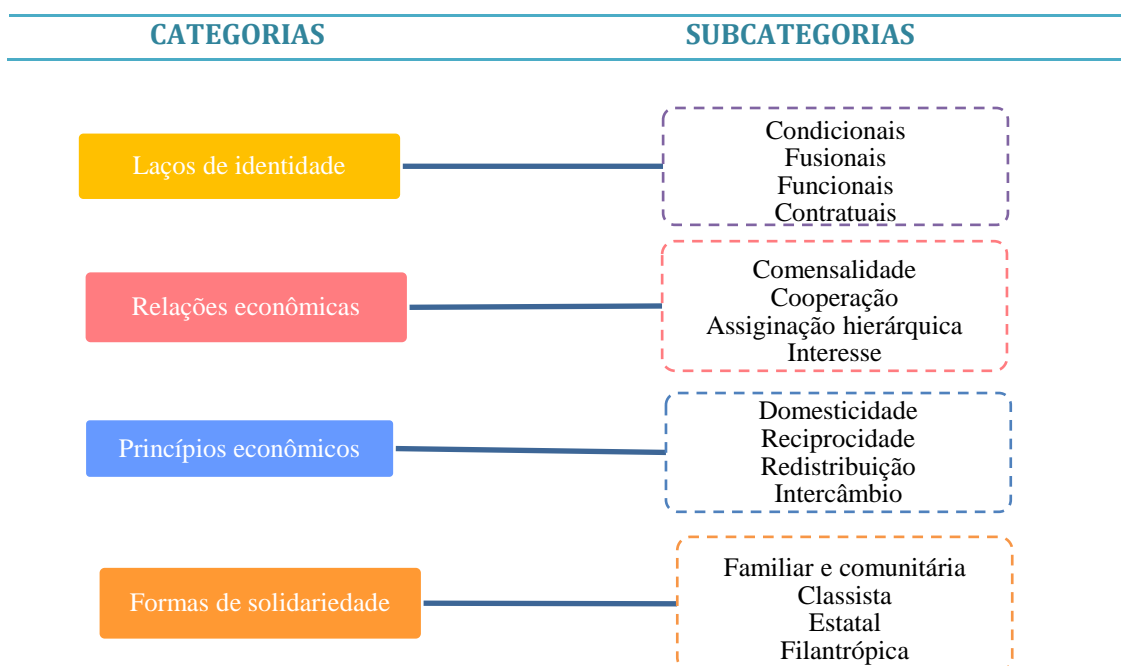 CATEGORIAS SUBCATEGORIAS
Laços de identidade
Condicionais
Fusionais
Funcionais
Contratuais
Relações econômicas
Comensalidade
Cooperação
Assiginação hierárquica
Interesse
Princípios econômicos
Domesticidade
Reciprocidade
Redistribuição
Intercâmbio
Formas de solidariedade
Familiar e comunitária
Classista
Estatal
Filantrópica